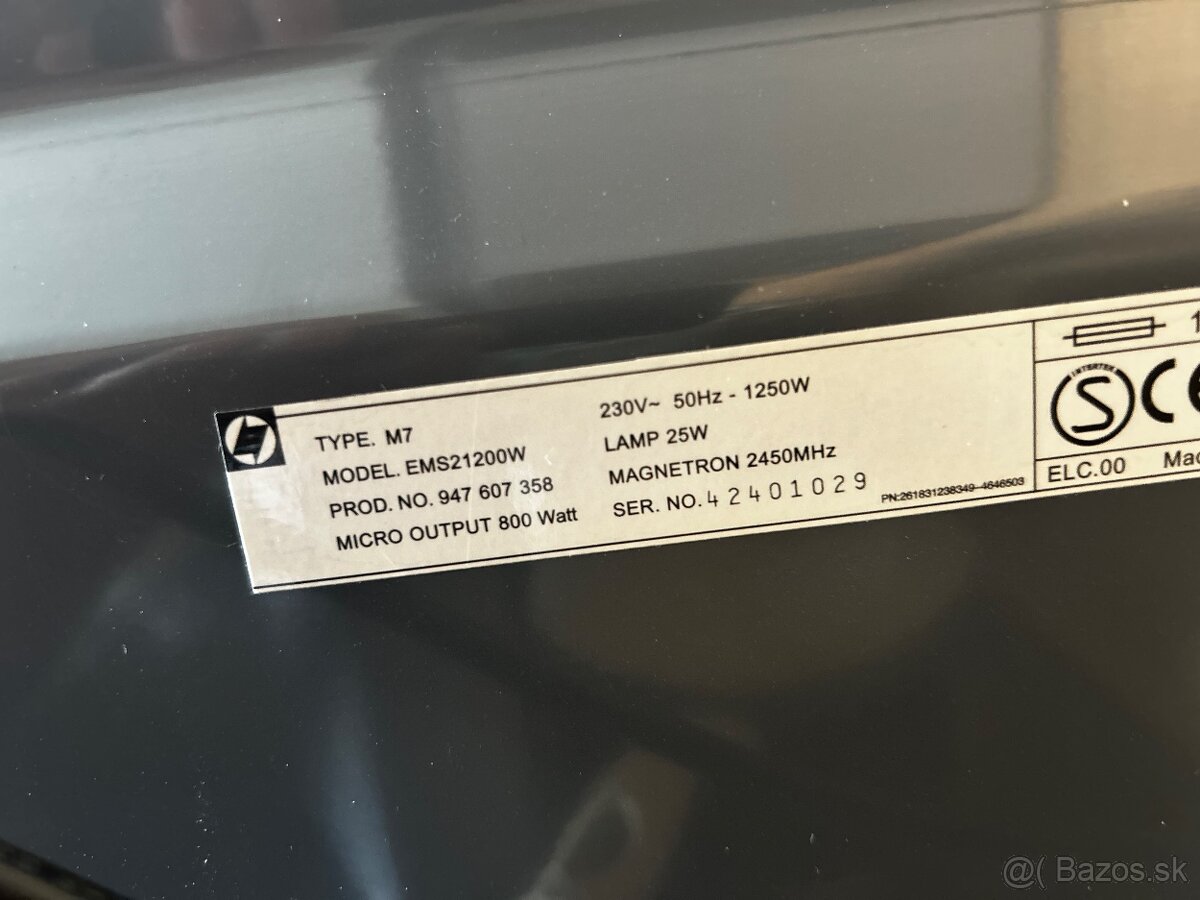 TYPE. M7
MODEL. EMS21200W
PROD. NO. 947 607 358
MICRO OUTPUT 800 Watt
230V~ 50Hz - 1250W
LAMP 25W
MAGNETRON 2450MHz
SER. NO. 42401029
PN:261831238349-4646503
S
CE
ELC.00
@( Bazos.sk